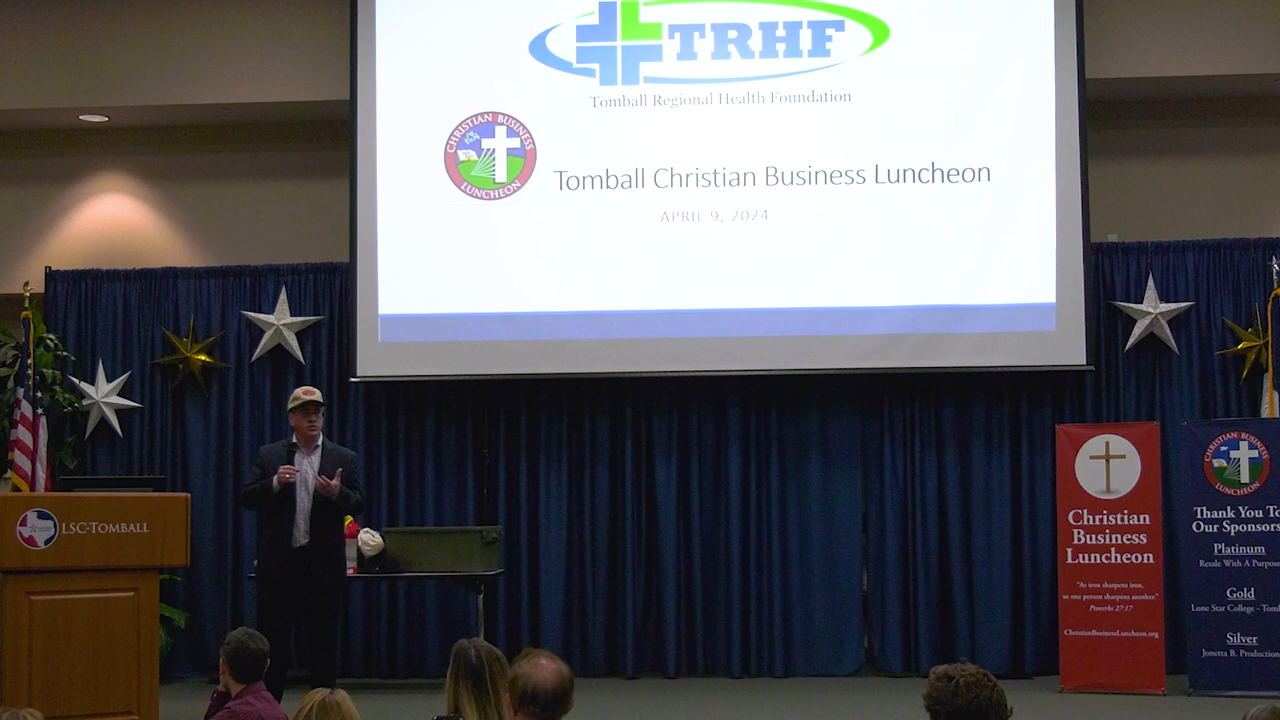 TRHF
Tomball Regional Health Foundation
CHRISTIAN BUSINESS
LUNCHEON
Tomball Christian Business Luncheon
APRIL 9, 2024
LSC-TOMBALL
Christian
Business
Luncheon
"As iron sharpens iron,
so one person sharpens another."
Proverbs 27:17
ChristianBusinessLuncheon.org
CHRISTIAN BUSINESS
LUNCHEON
Thank You To
Our Sponsors
Platinum
Resale With A Purpose
Gold
Lone Star College - Tomb
Silver
Jonetta B. Production